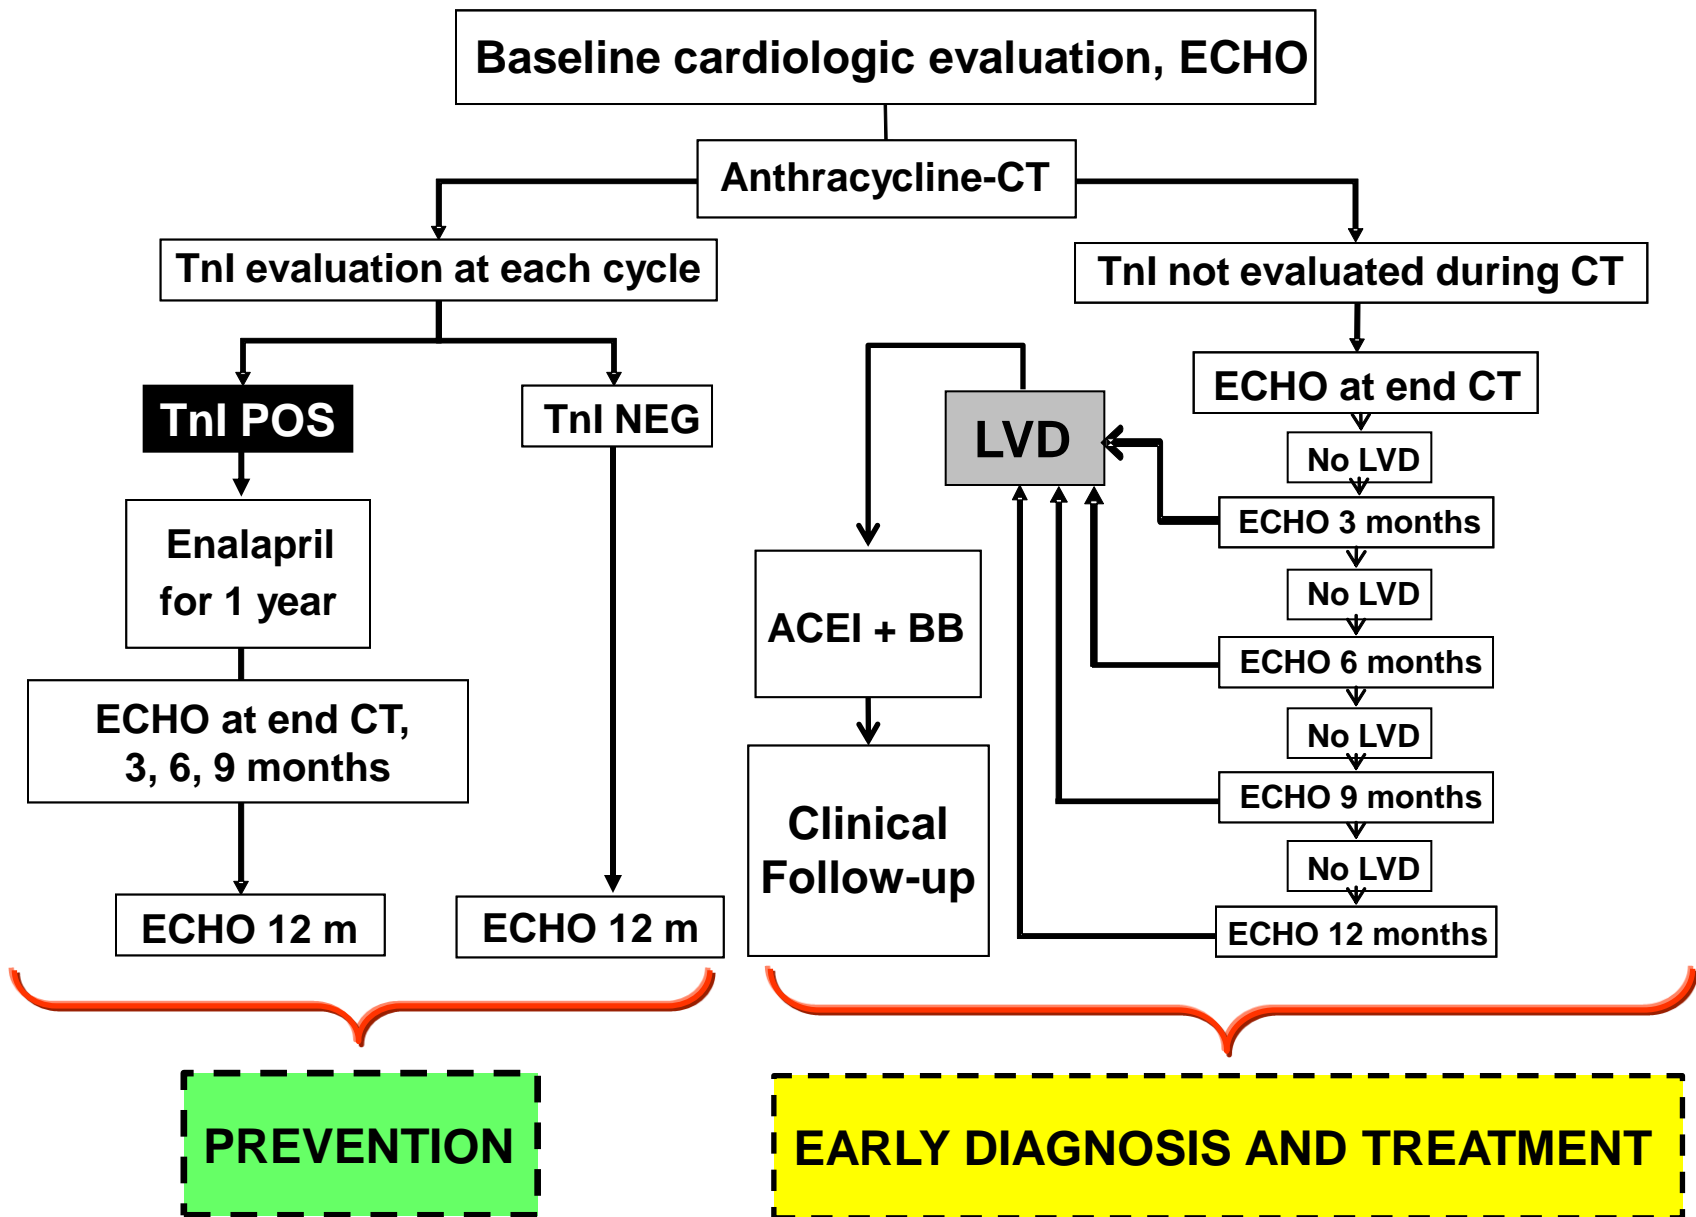 Baseline cardiologic evaluation, ECHO
Anthracycline-CT
TnI evaluation at each cycle
TnI not evaluated during CT
TnI POS
TnI NEG
Enalapril
for 1 year
ECHO at end CT,
3, 6, 9 months
ECHO 12 m
ECHO 12 m
LVD
ACEI + BB
Clinical
Follow-up
ECHO at end CT
No LVD
ECHO 3 months
No LVD
ECHO 6 months
No LVD
ECHO 9 months
No LVD
ECHO 12 months
PREVENTION
EARLY DIAGNOSIS AND TREATMENT